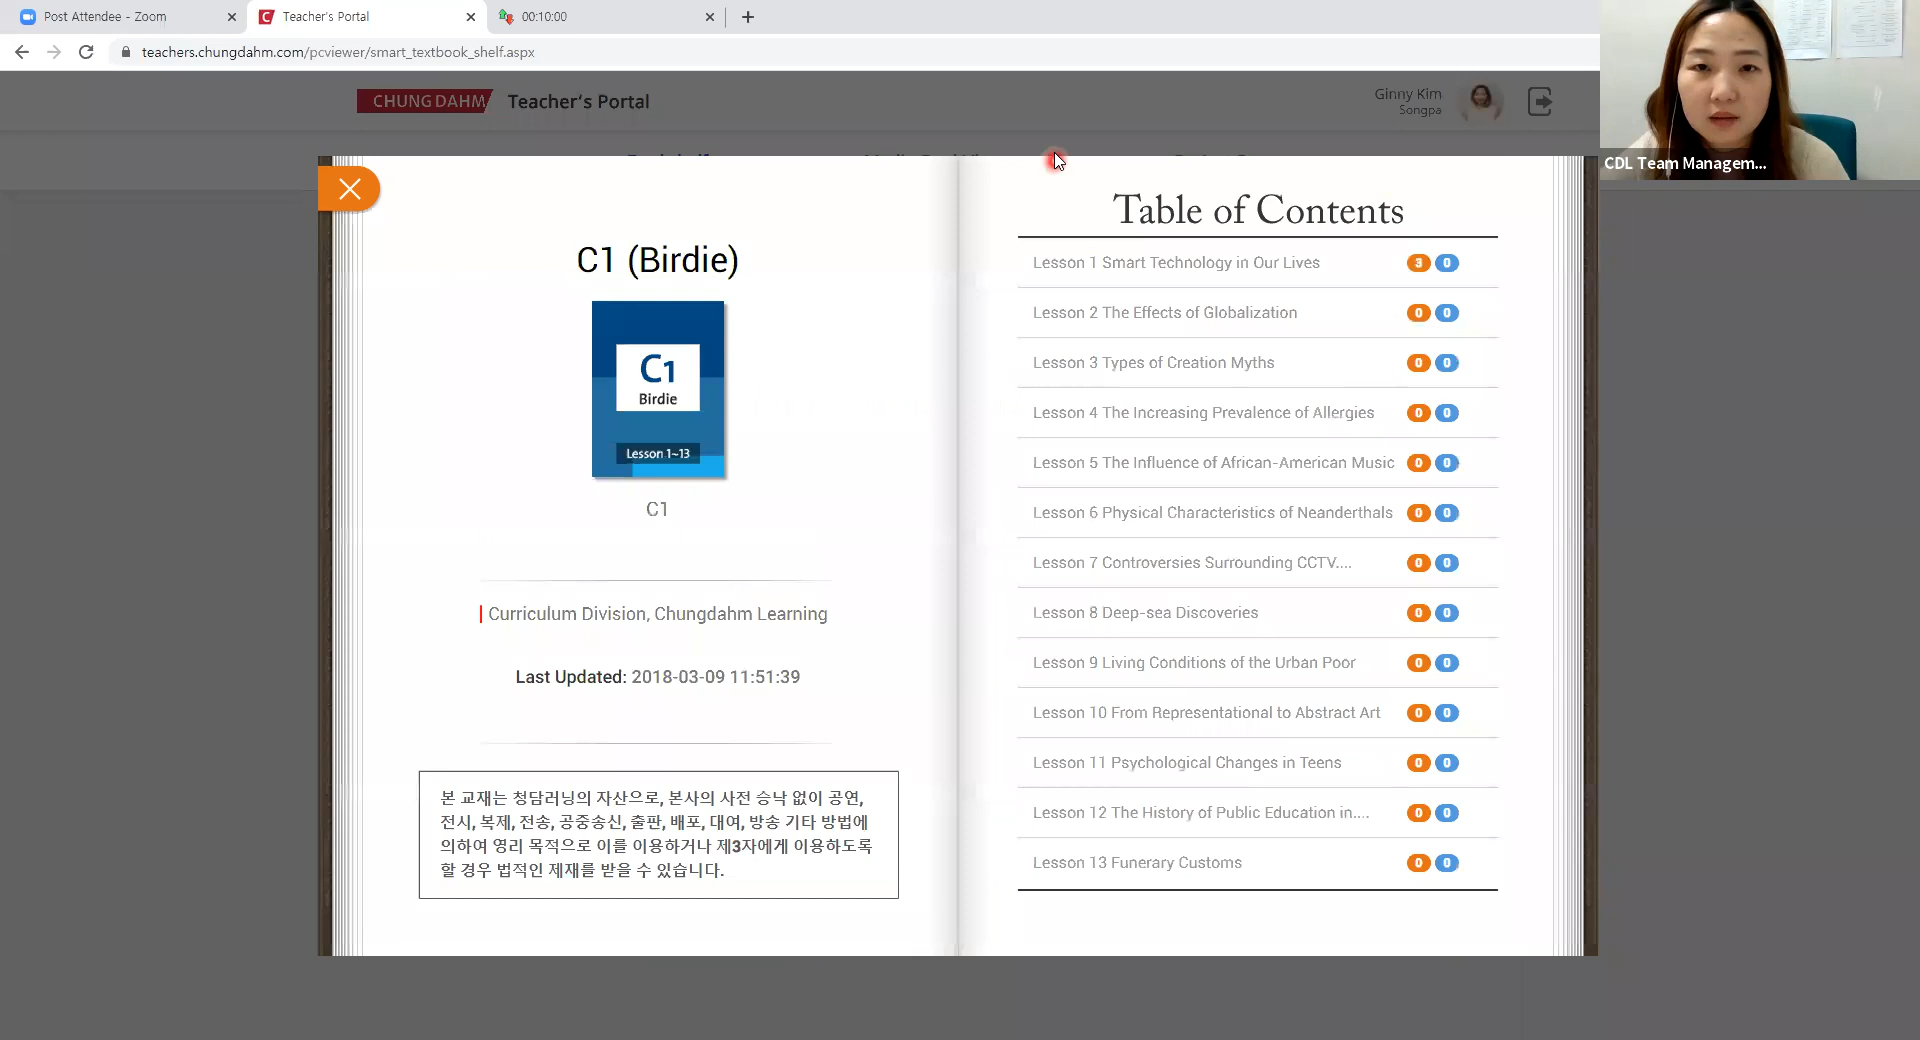 Post Attendee - Zoom
Teacher's Portal
00:10:00
teachers.chungdahm.com/pcviewer/smart_textbook_shelf.aspx
CHUNGDAHM
Teacher's Portal
Ginny Kim
Songpa
CDL Team Managem...
C1 (Birdie)
C1
Birdie
Lesson 1~13
C1
Curriculum Division, Chungdahm Learning
Last Updated: 2018-03-09 11:51:39
본 교재는 청담러닝의 자산으로, 본사의 사전 승낙 없이 공연,
전시, 복제, 전송, 공중송신, 출판, 배포, 대여, 방송 기타 방법에
의하여 영리 목적으로 이를 이용하거나 제3자에게 이용하도록
할 경우 법적인 제재를 받을 수 있습니다.
Table of Contents
Lesson 1 Smart Technology in Our Lives 3 0
Lesson 2 The Effects of Globalization 0 0
Lesson 3 Types of Creation Myths 0 0
Lesson 4 The Increasing Prevalence of Allergies 0 0
Lesson 5 The Influence of African-American Music 0 0
Lesson 6 Physical Characteristics of Neanderthals 0 0
Lesson 7 Controversies Surrounding CCTV.... 0 0
Lesson 8 Deep-sea Discoveries 0 0
Lesson 9 Living Conditions of the Urban Poor 0 0
Lesson 10 From Representational to Abstract Art 0 0
Lesson 11 Psychological Changes in Teens 0 0
Lesson 12 The History of Public Education in.... 0 0
Lesson 13 Funerary Customs 0 0